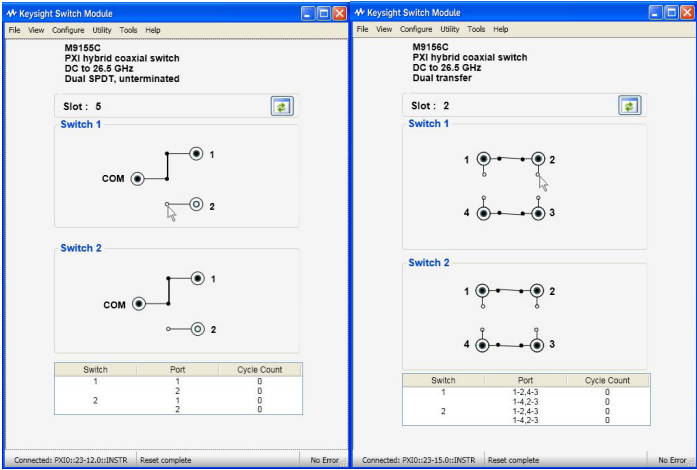 Keysight Switch Module
File View Configure Utility Tools Help
M9155C
PXI hybrid coaxial switch
DC to 26.5 GHz
Dual SPDT, unterminated
Slot : 5
Switch 1
1
COM
2
Switch 2
1
COM
2
Switch Port Cycle Count
1 1 0
2 0
2 1 0
2 0
Connected: PXI0::23-12.0::INSTR Reset complete No Error
Keysight Switch Module
File View Configure Utility Tools Help
M9156C
PXI hybrid coaxial switch
DC to 26.5 GHz
Dual transfer
Slot : 2
Switch 1
1 2
4 3
Switch 2
1 2
4 3
Switch Port Cycle Count
1 1-2,4-3 0
1-4,2-3 0
2 1-2,4-3 0
1-4,2-3 0
Connected: PXI0::23-15.0::INSTR Reset complete No Error